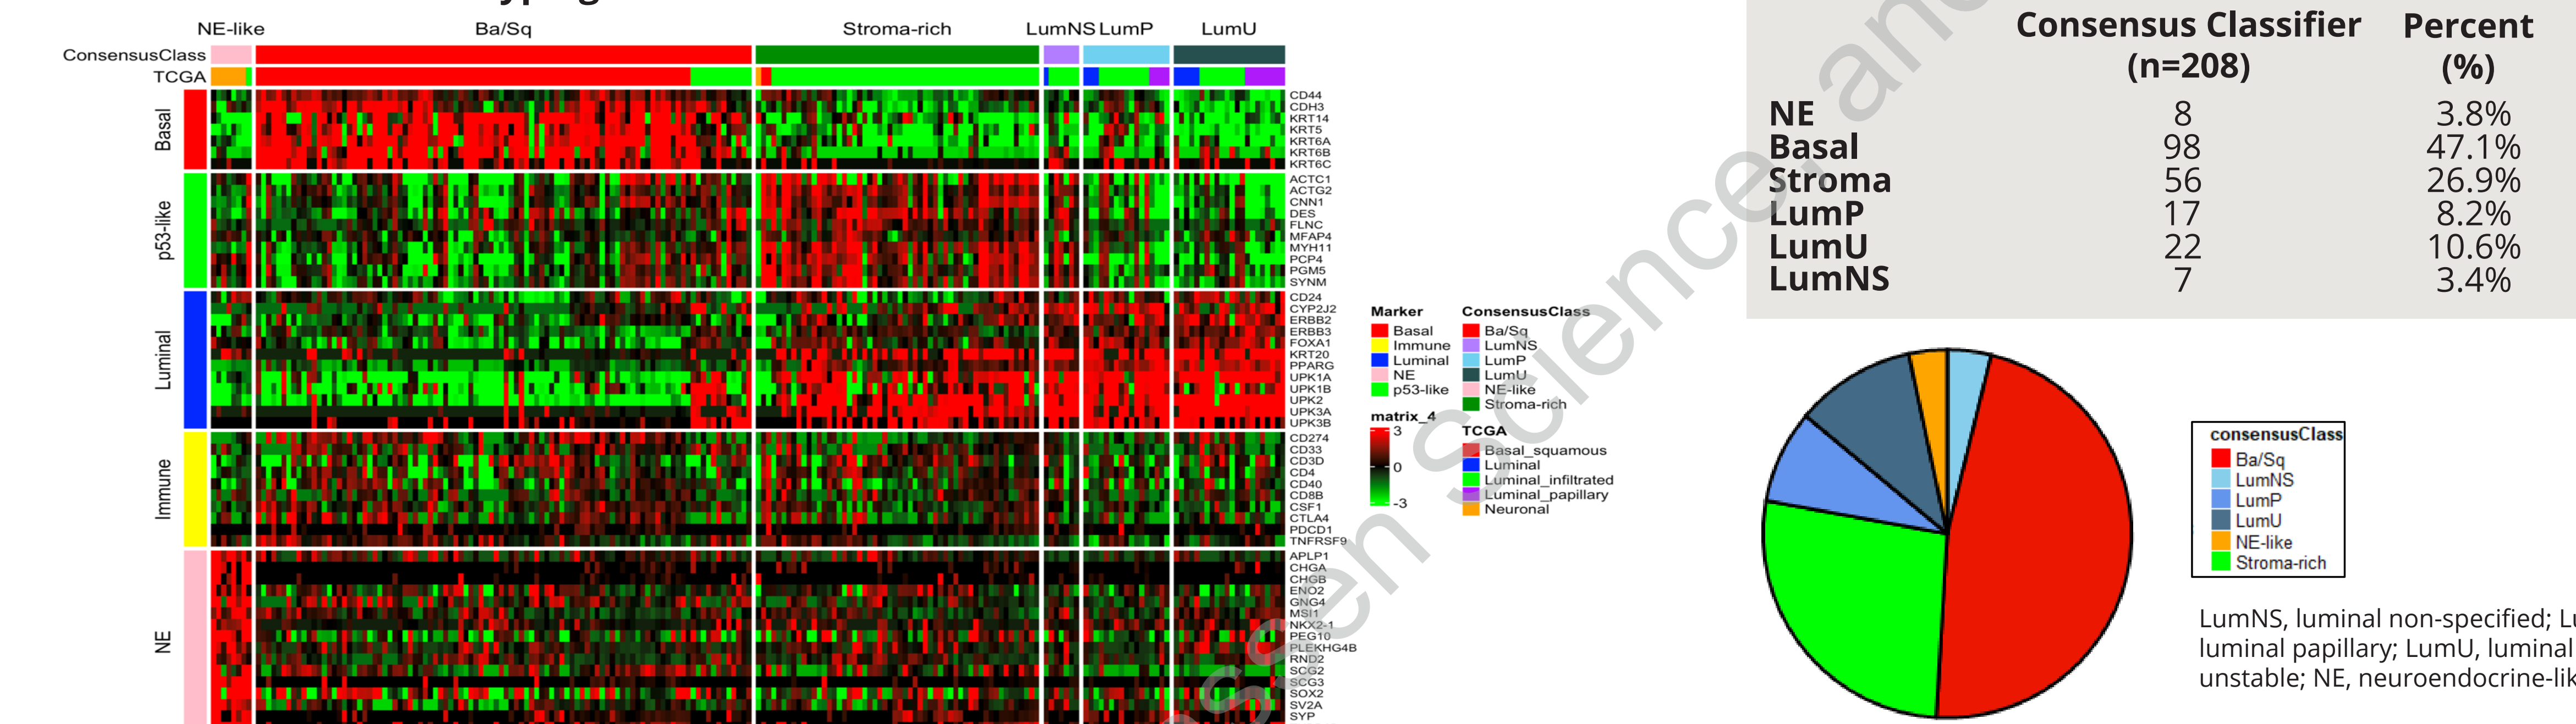 NE-like Ba/Sq Stroma-rich LumNS LumP LumU
ConsensusClass
TCGA
Basal
CD44
CDH3
KRT14
KRT5
KRT6A
KRT6B
KRT6C
p53-like
ACTC1
ACTG2
CNN1
DES
FLNC
MFAP4
MYH11
PCP4
PGM5
SYNM
Luminal
CD24
CYP2J2
ERBB2
ERBB3
FOXA1
KRT20
PPARG
UPK1A
UPK1B
UPK2
UPK3A
UPK3B
Immune
CD274
CD33
CD3D
CD4
CD40
CD8B
CSF1
CTLA4
PDCD1
TNFRSF9
NE
APLP1
CHGA
CHGB
ENO2
GNG4
MSI1
NKX2-1
PEG10
PLEKHG4B
RND2
SCG2
SCG3
SOX2
SV2A
SYP
Marker
Basal
Immune
Luminal
NE
p53-like
matrix_4
3
0
-3
ConsensusClass
Ba/Sq
LumNS
LumP
LumU
NE-like
Stroma-rich
TCGA
Basal_squamous
Luminal
Luminal_infiltrated
Luminal_papillary
Neuronal
Consensus Classifier Percent
(n=208) (%)
NE 8 3.8%
Basal 98 47.1%
Stroma 56 26.9%
LumP 17 8.2%
LumU 22 10.6%
LumNS 7 3.4%
consensusClass
Ba/Sq
LumNS
LumP
LumU
NE-like
Stroma-rich
LumNS, luminal non-specified;
luminal papillary; LumU, luminal
unstable; NE, neuroendocrine-lik
ssen Science, and